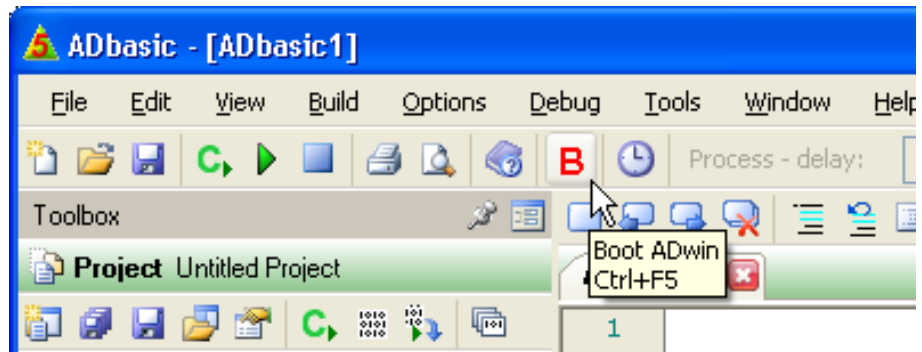 5 ADbasic - [ADbasic1]
File Edit View Build Options Debug Tools Window Help
C B Process - delay:
Toolbox
Boot ADwin
Ctrl+F5
Project Untitled Project
C
1